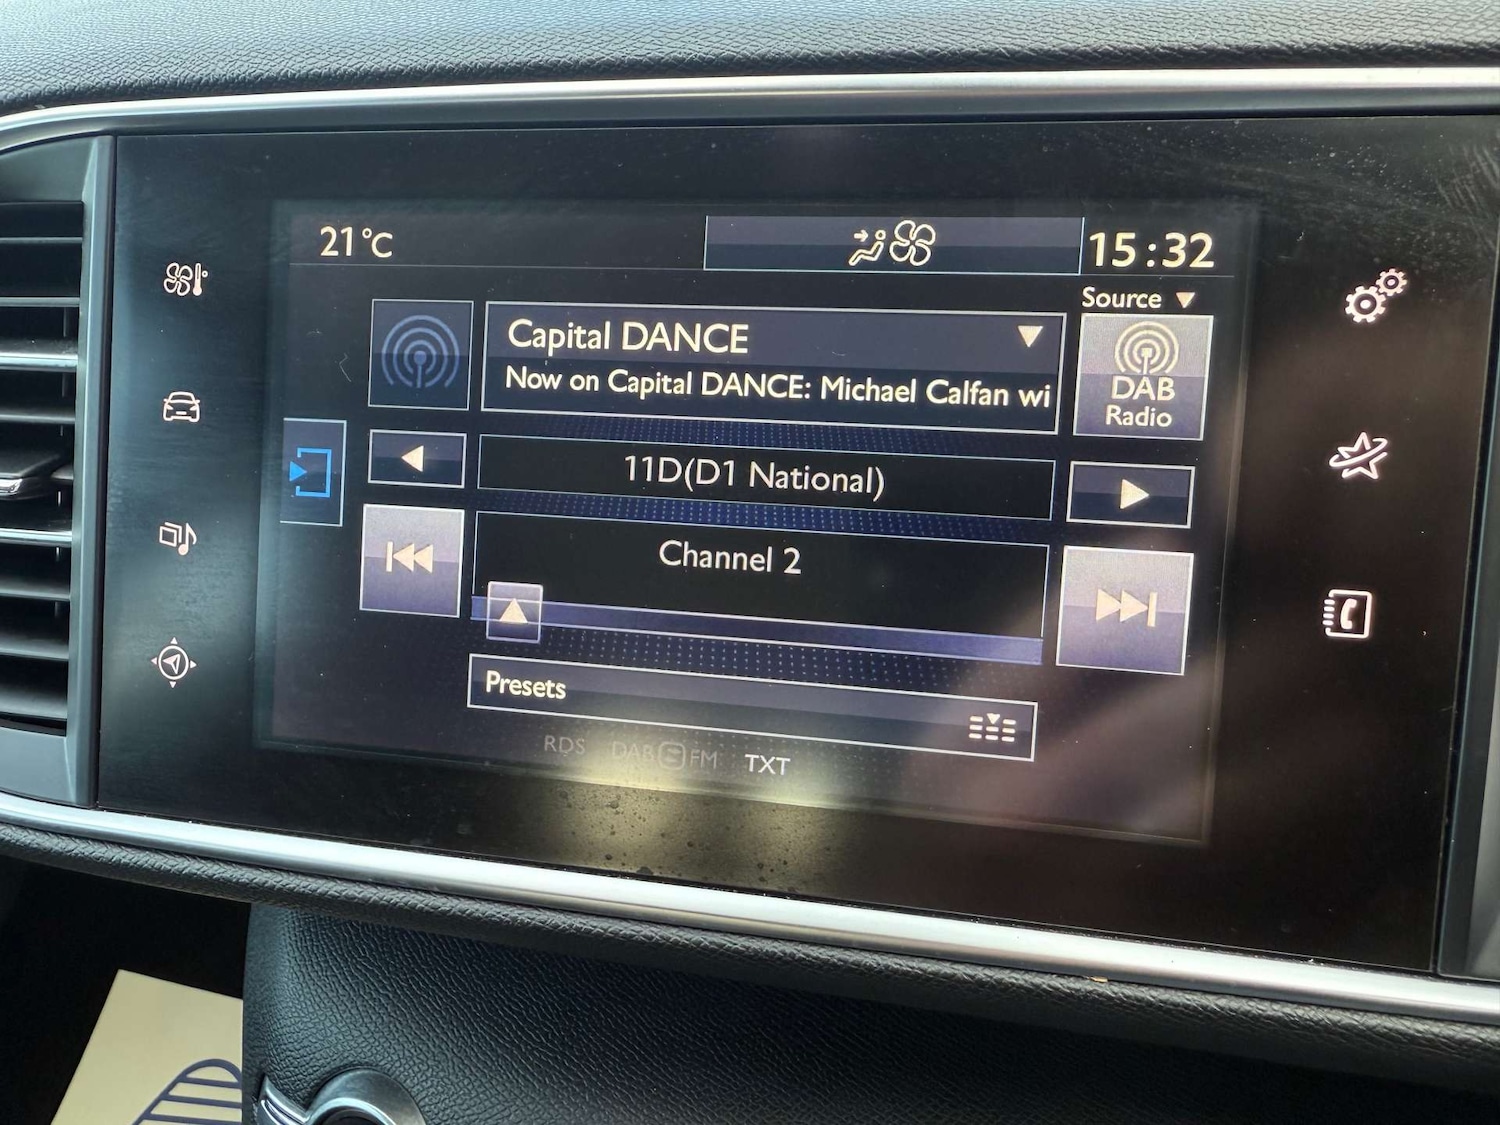 21°C
15:32
Source
Capital DANCE
Now on Capital DANCE: Michael Calfan wi
DAB
Radio
11D(D1 National)
Channel 2
Presets
RDS DAB FM TXT